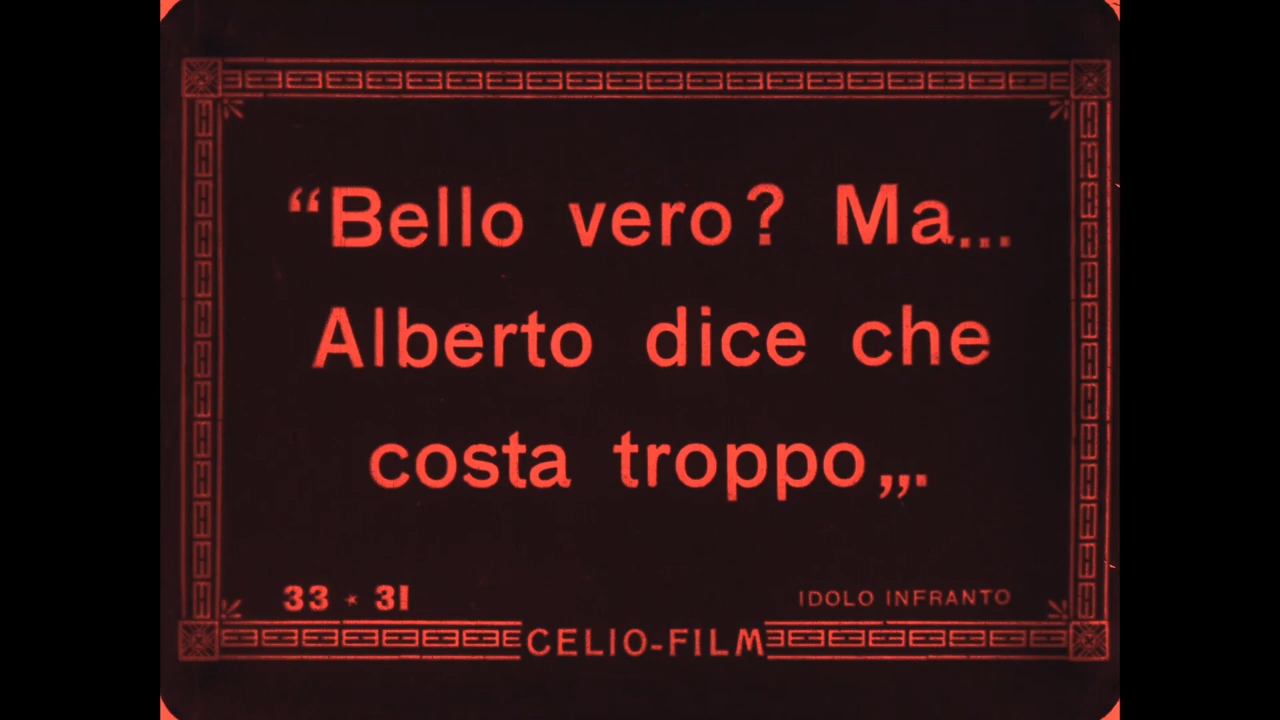 “Bello vero? Ma...
Alberto dice che
costa troppo„.
33 ★ 31
IDOLO INFRANTO
CELIO-FILM